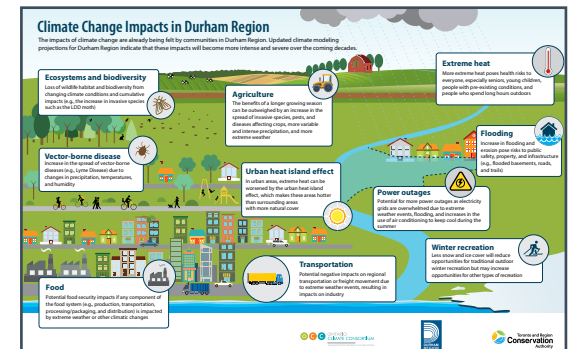 Climate Change Impacts in Durham Region
The impacts of climate change are already being felt by communities in Durham Region. Updated climate modeling
projections for Durham Region indicate that these impacts will become more intense and severe over the coming decades.
Ecosystems and biodiversity
Loss of wildlife habitat and biodiversity from
changing climate conditions and cumulative
impacts (e.g., the increase in invasive species
such as the LDD moth)
Agriculture
The benefits of a longer growing season
can be outweighed by an increase in the
spread of invasive species, pests, and
diseases affecting crops, more variable
and intense precipitation, and more
extreme weather
Extreme heat
More extreme heat poses health risks to
everyone, especially seniors, young children,
people with pre-existing conditions, and
people who spend long hours outdoors
Flooding
Increase in flooding and
erosion pose risks to public
safety, property, and infrastructure
(e.g., flooded basements, roads,
and trails)
Vector-borne disease
Increase in the spread of vector-borne
diseases (e.g., Lyme Disease) due to
changes in precipitation, temperatures,
and humidity
Urban heat island effect
In urban areas, extreme heat can be
worsened by the urban heat island
effect, which makes these areas hotter
than surrounding areas
with more natural cover
Power outages
Potential for more power outages as electricity
grids are overwhelmed due to extreme
weather events, flooding, and increases in the
use of air conditioning to keep cool during the
summer
Winter recreation
Less snow and ice cover will reduce
opportunities for traditional outdoor
winter recreation but may increase
opportunities for other types of recreation
Transportation
Potential negative impacts on regional
transportation or freight movement due
to extreme weather events, resulting in
impacts on industry
Food
Potential food security impacts if any component of
the food system (e.g., production, transportation,
processing/packaging, and distribution) is impacted
by extreme weather or other climatic changes
OCC ONTARIO
CLIMATE CONSORTIUM
DURHAM
REGION
Toronto and Region
Conservation
Authority